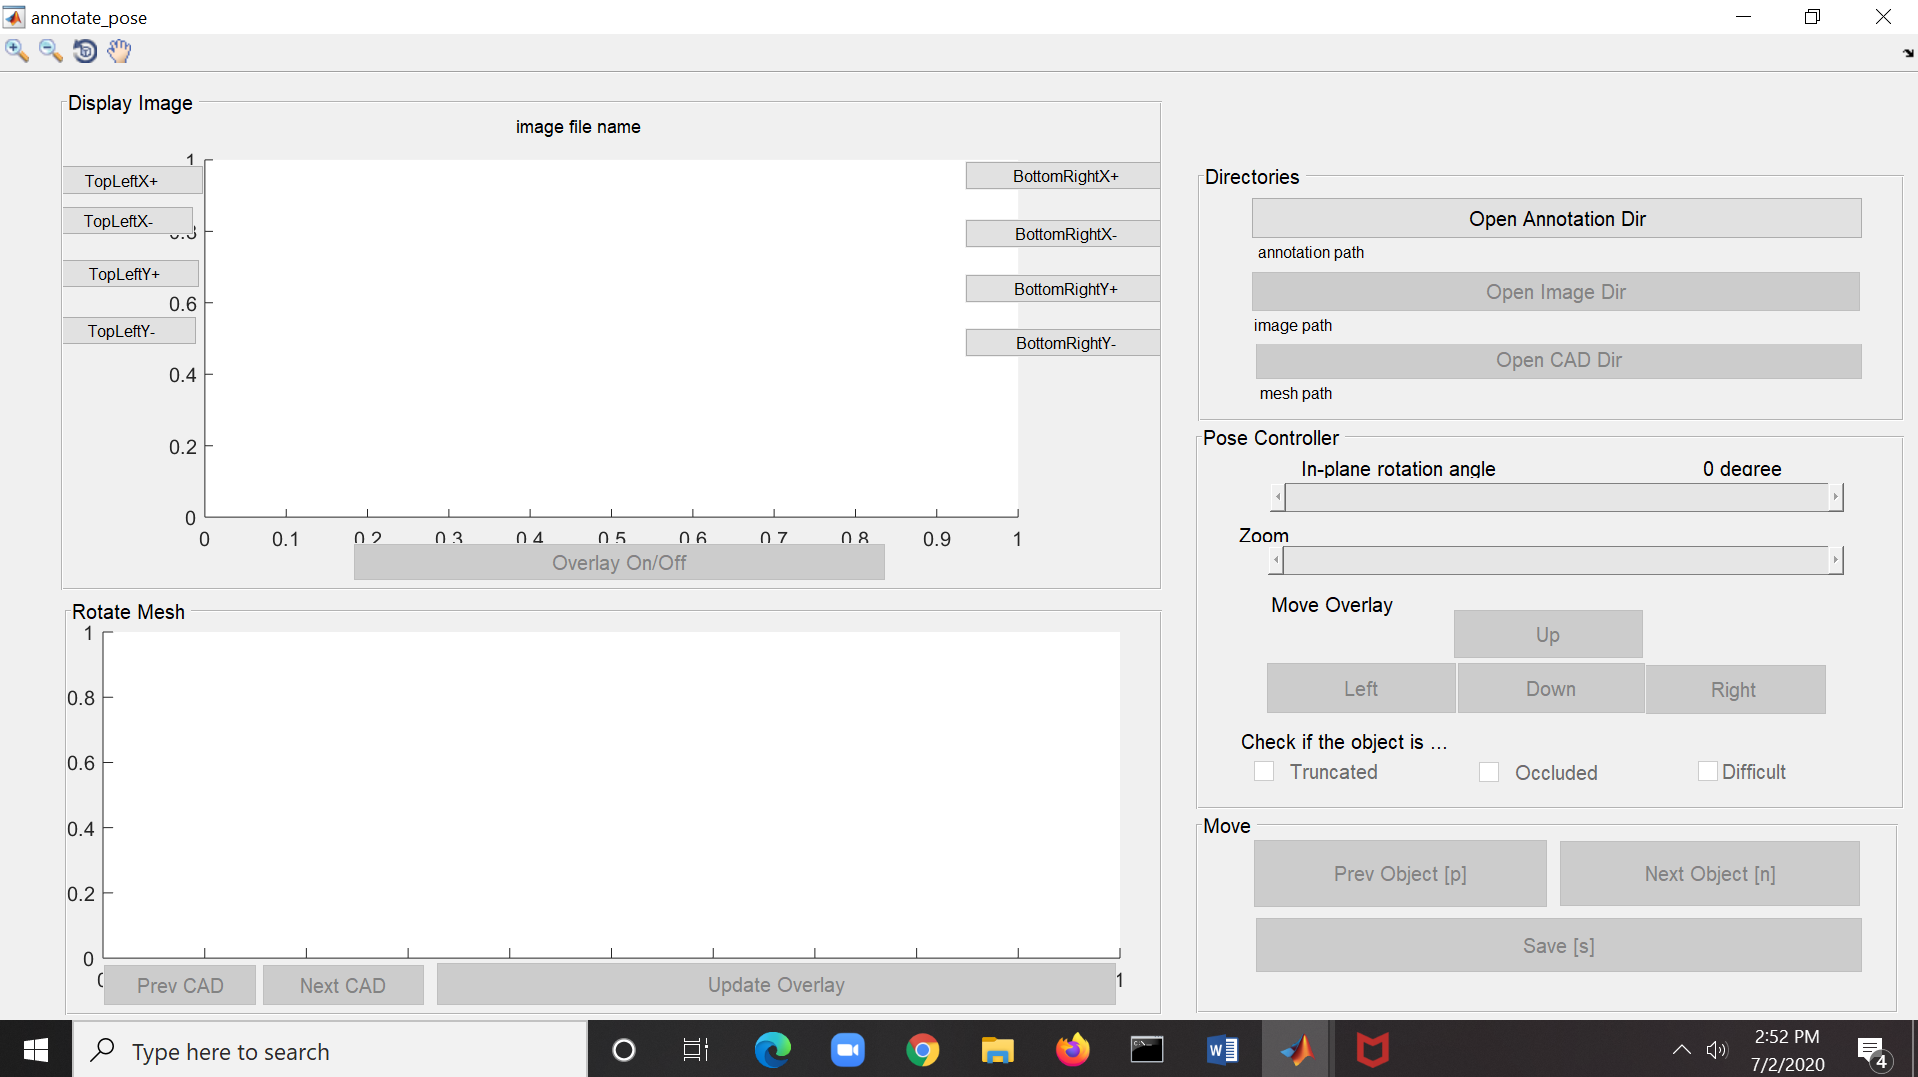 annotate_pose
Display Image
image file name
TopLeftX+
TopLeftX-
TopLeftY+
TopLeftY-
1
0.6
0.4
0.2
0
0 0.1 0.2 0.3 0.4 0.5 0.6 0.7 0.8 0.9 1
BottomRightX+
BottomRightX-
BottomRightY+
BottomRightY-
Overlay On/Off
Rotate Mesh
1
0.8
0.6
0.4
0.2
0
0 1
Prev CAD
Next CAD
Update Overlay
Directories
Open Annotation Dir
annotation path
Open Image Dir
image path
Open CAD Dir
mesh path
Pose Controller
In-plane rotation angle 0 degree
Zoom
Move Overlay
Up
Left Down Right
Check if the object is ...
Truncated Occluded Difficult
Move
Prev Object [p] Next Object [n]
Save [s]
Type here to search
2:52 PM
7/2/2020
4